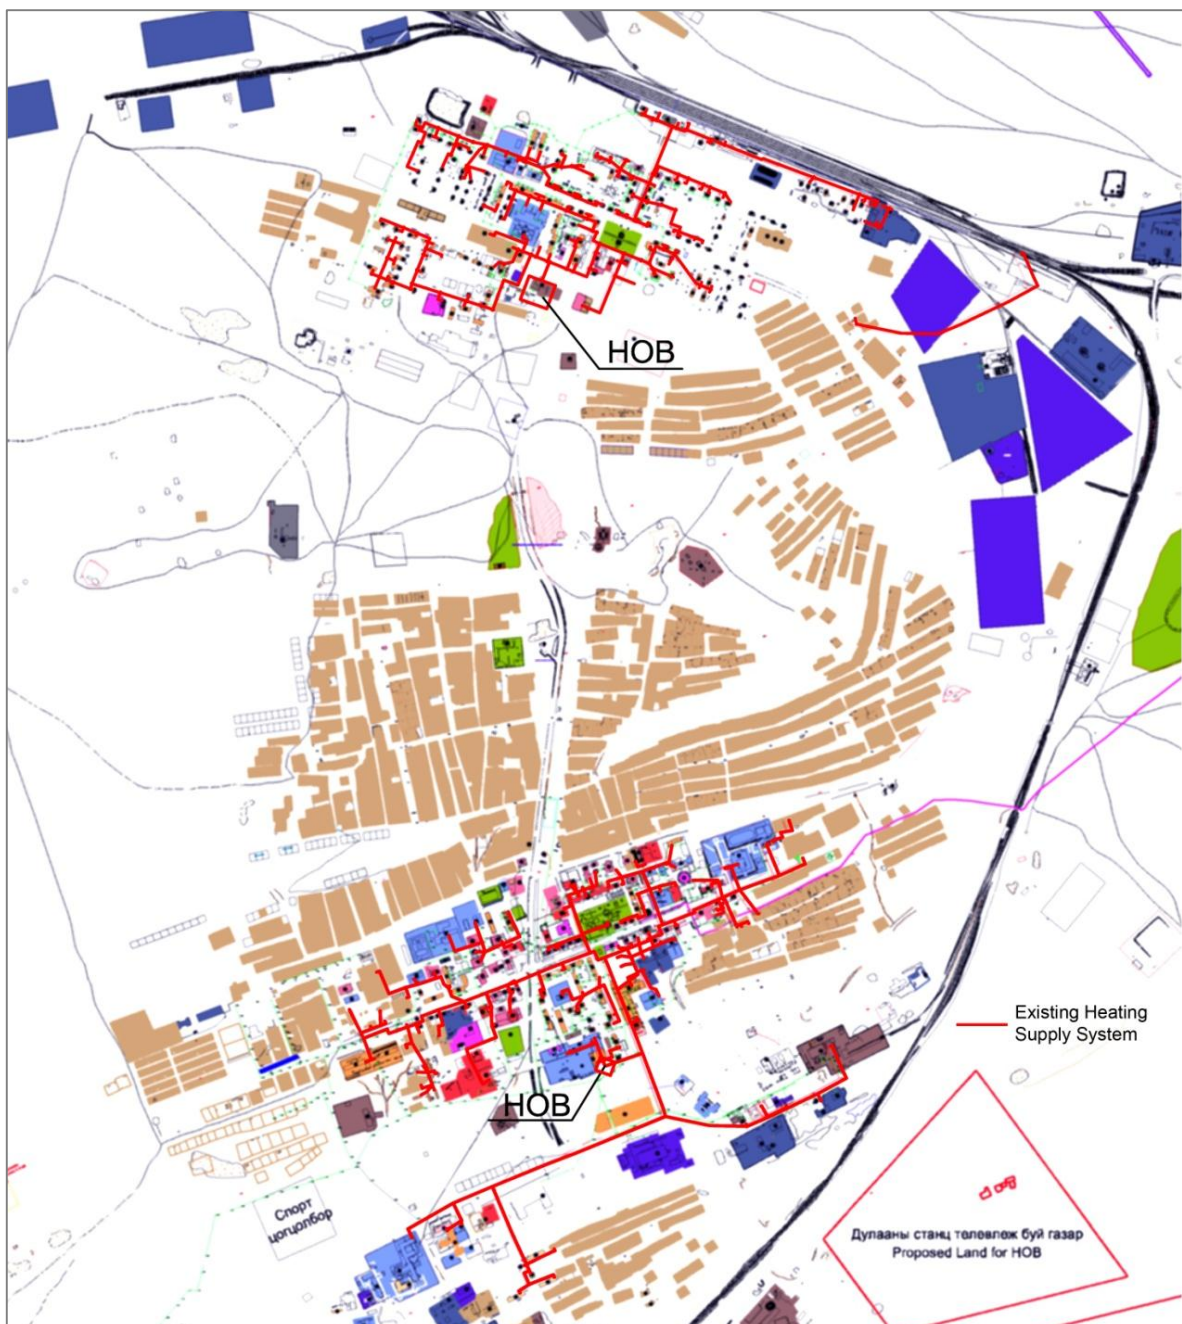 HOB
Existing Heating
Supply System
HOB
Спорт
цогцолбор
Дулааны станц төлөвлөж буй газар
Proposed Land for HOB